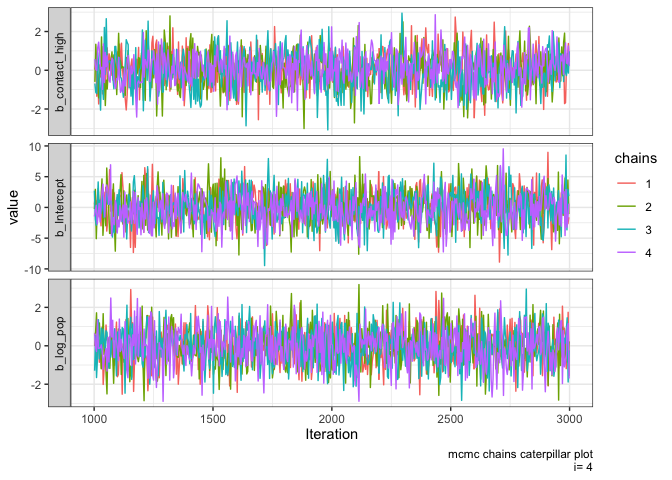 b_contact_high
2
0
-2
b_Intercept
10
5
0
-5
-10
b_log_pop
2
0
-2
value
1000 1500 2000 2500 3000
Iteration
chains
1
2
3
4
mcmc chains caterpillar plot
i= 4